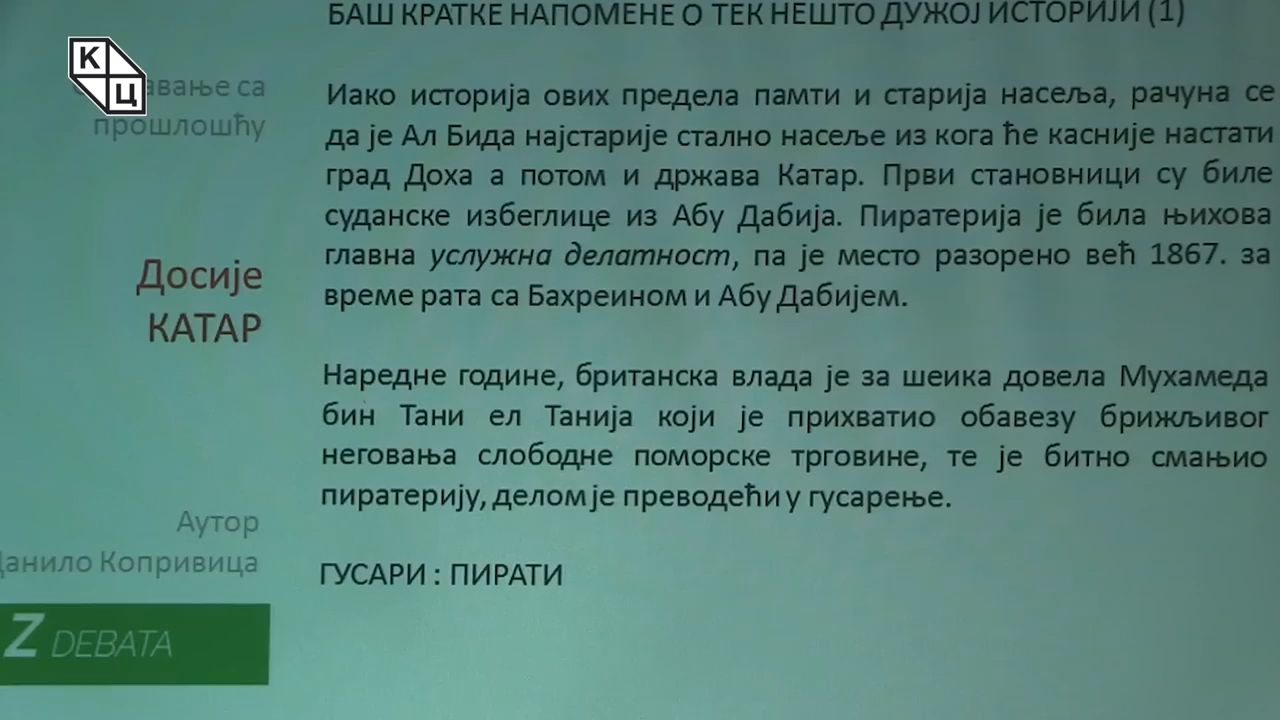 БАШ КРАТКЕ НАПОМЕНЕ О ТЕК НЕШТО ДУЖОЈ ИСТОРИЈИ (1)
К
Ц
са
прошлошћу
Иако историја ових предела памти и старија насеља, рачуна се
да је Ал Бида најстарије стално насеље из кога ће касније настати
град Доха а потом и држава Катар. Први становници су биле
суданске избеглице из Абу Дабија. Пиратерија је била њихова
главна услужна делатност, па је место разорено већ 1867. за
време рата са Бахреином и Абу Дабијем.
Досије
КАТАР
Наредне године, британска влада је за шеика довела Мухамеда
бин Тани ел Танија који је прихватио обавезу брижљивог
неговања слободне поморске трговине, те је битно смањио
пиратерију, делом је преводећи у гусарење.
Аутор
Данило Копривица
ГУСАРИ : ПИРАТИ
Z DEBATA